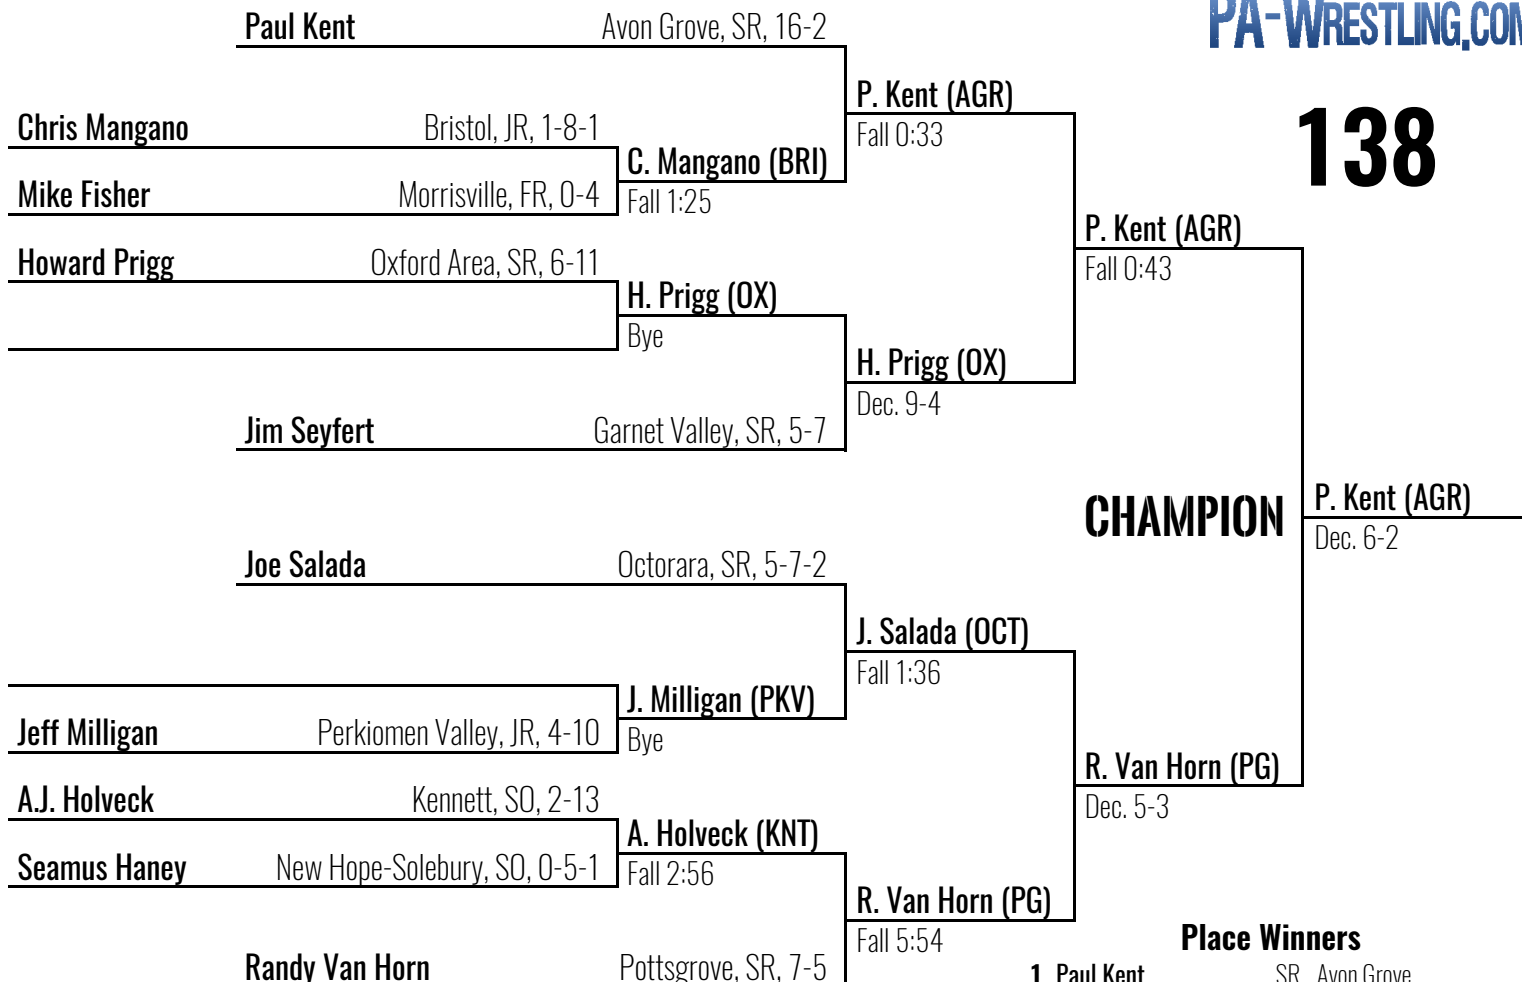 PA-WRESTLING.COM
Paul Kent Avon Grove, SR, 16-2
P. Kent (AGR)
Fall 0:33
138
Chris Mangano Bristol, JR, 1-8-1
C. Mangano (BRI)
Fall 1:25
Mike Fisher Morrisville, FR, 0-4
P. Kent (AGR)
Fall 0:43
Howard Prigg Oxford Area, SR, 6-11
H. Prigg (OX)
Bye
H. Prigg (OX)
Dec. 9-4
Jim Seyfert Garnet Valley, SR, 5-7
CHAMPION
P. Kent (AGR)
Dec. 6-2
Joe Salada Octorara, SR, 5-7-2
J. Salada (OCT)
Fall 1:36
J. Milligan (PKV)
Bye
Jeff Milligan Perkiomen Valley, JR, 4-10
R. Van Horn (PG)
Dec. 5-3
A.J. Holveck Kennett, SO, 2-13
A. Holveck (KNT)
Fall 2:56
Seamus Haney New Hope-Solebury, SO, 0-5-1
R. Van Horn (PG)
Fall 5:54
Randy Van Horn Pottsgrove, SR, 7-5
Place Winners
1 Paul Kent SR Avon Grove